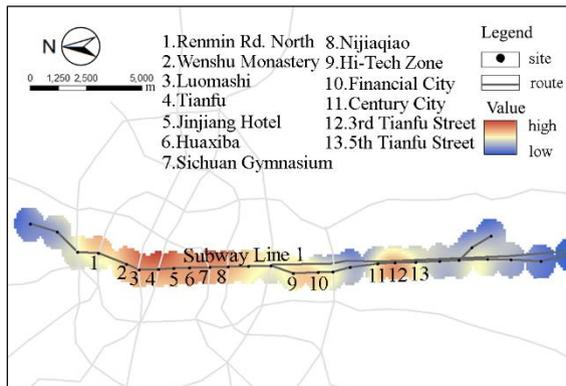 N
0 1,250 2,500 5,000
m
1.Renmin Rd. North
2.Wenshu Monastery
3.Luomashi
4.Tianfu
5.Jinjiang Hotel
6.Huaxiba
7.Sichuan Gymnasium
8.Nijiaqiao
9.Hi-Tech Zone
10.Financial City
11.Century City
12.3rd Tianfu Street
13.5th Tianfu Street
Legend
site
route
Value
high
low
Subway Line 1
1 2 3 4 5 6 7 8 9 10 11 12 13